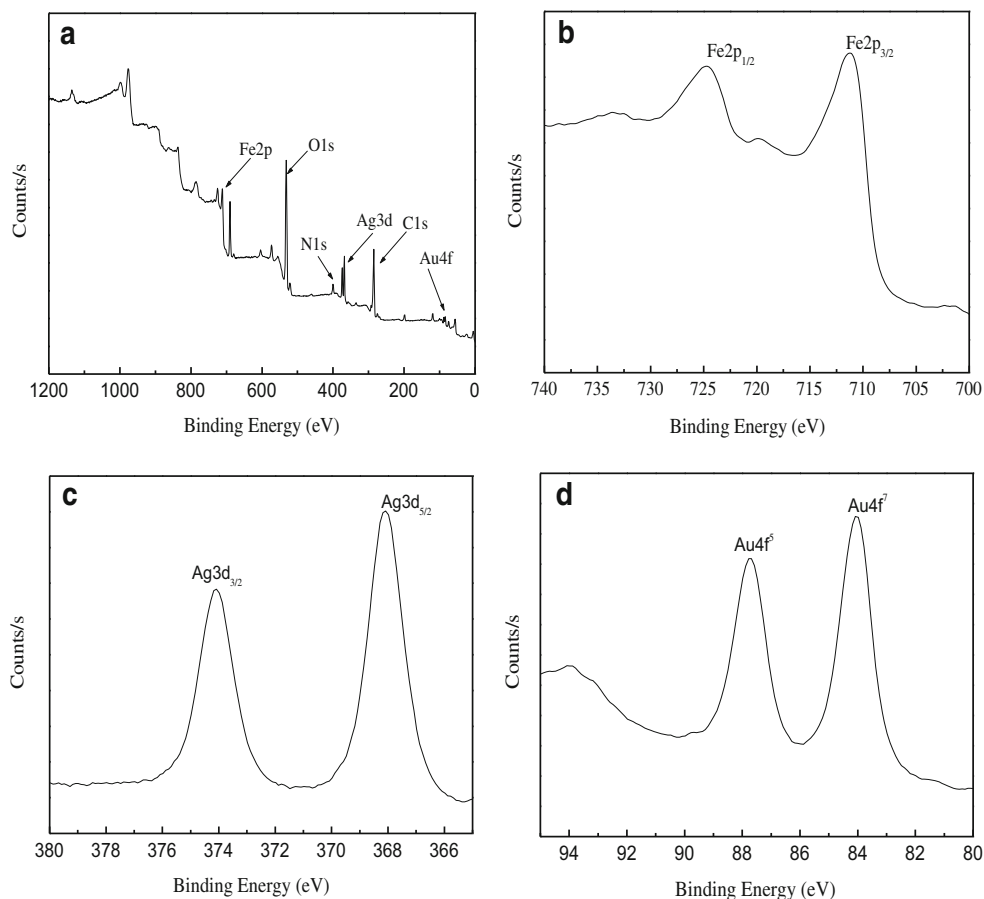 a
Fe2p
O1s
N1s
Ag3d
C1s
Au4f
Counts/s
1200 1000 800 600 400 200 0
Binding Energy (eV)
b
Fe2p1/2
Fe2p3/2
Counts/s
740 735 730 725 720 715 710 705 700
Binding Energy (eV)
c
Ag3d5/2
Ag3d3/2
Counts/s
380 376 374 370 368 366
Binding Energy (eV)
d
Au4f7
Au4f5
Counts/s
94 92 90 88 86 84 82 80
Binding Energy (eV)